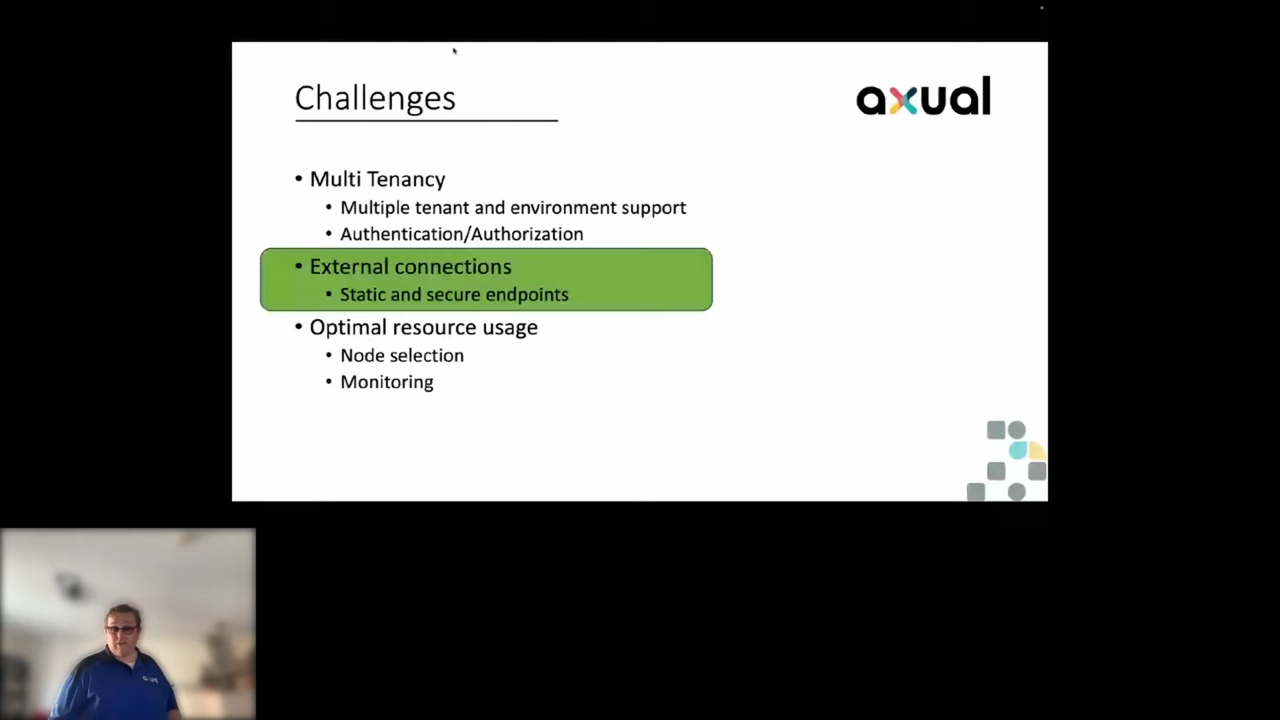 Challenges
axual
• Multi Tenancy
• Multiple tenant and environment support
• Authentication/Authorization
• External connections
• Static and secure endpoints
• Optimal resource usage
• Node selection
• Monitoring